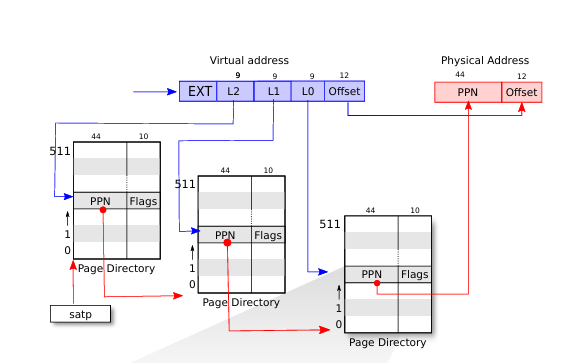 Virtual address
Physical Address
9 9 9 12
EXT L2 L1 L0 Offset
44 12
PPN Offset
44 10
511
PPN Flags
1
0
Page Directory
satp
44 10
511
PPN Flags
1
0
Page Directory
44 10
511
PPN Flags
1
0
Page Directory